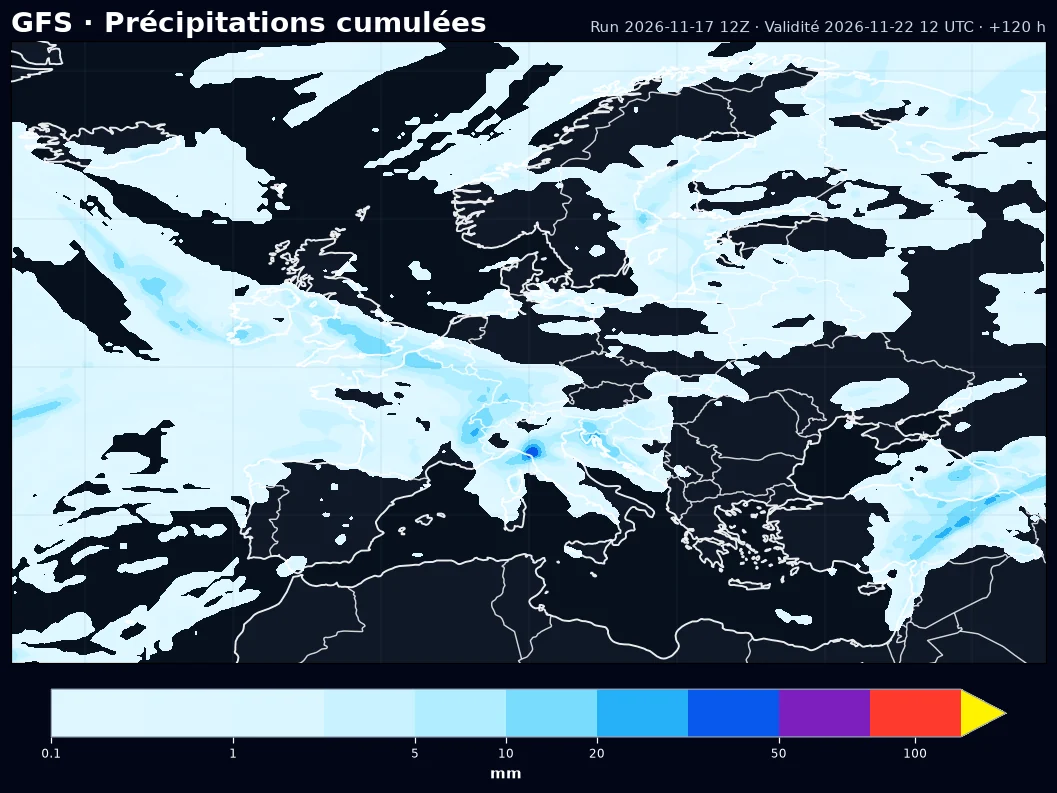 GFS · Précipitations cumulées
Run 2026-11-17 12Z · Validité 2026-11-22 12 UTC · +120 h
0.1 1 5 10 20 50 100
mm